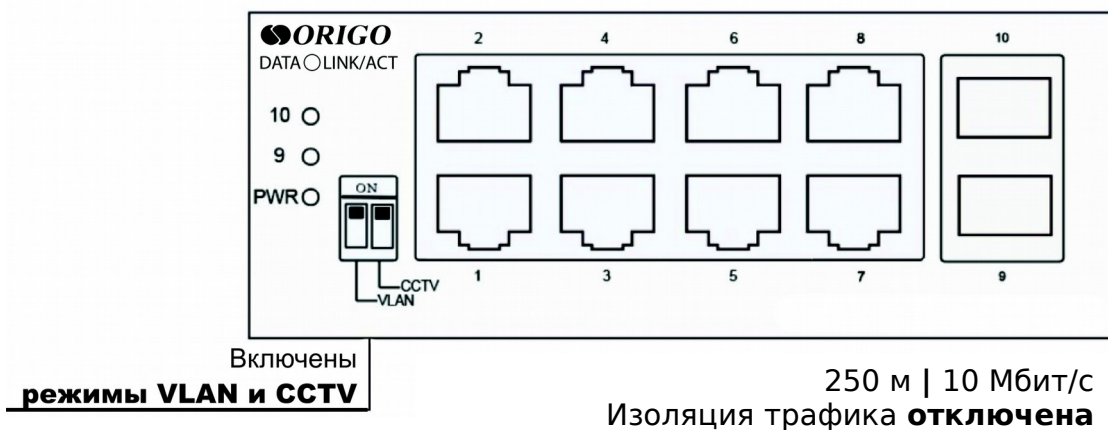 ORIGO
DATA LINK/ACT
2 4 6 8 10
10
9
PWR
ON
1 3 5 7 9
CCTV
VLAN
Включены
режимы VLAN и CCTV
250 м | 10 Мбит/с
Изоляция трафика отключена